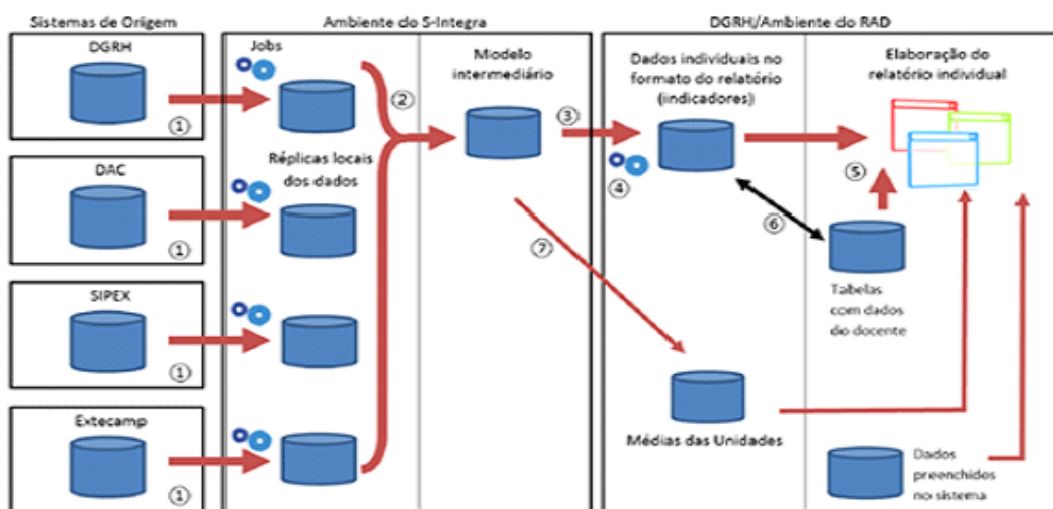 Sistemas de Origem
Ambiente do S-Integra
DGRH/Ambiente do RAD
DGRH
①
DAC
①
SIPEX
①
Extecamp
①
Jobs
②
Réplicas locais
dos dados
Modelo
intermediário
③
④
Dados individuais no
formato do relatório
(indicadores)
Elaboração do
relatório individual
⑤
⑥
⑦
Tabelas
com dados
do docente
Médias das Unidades
Dados
preenchidos
no sistema